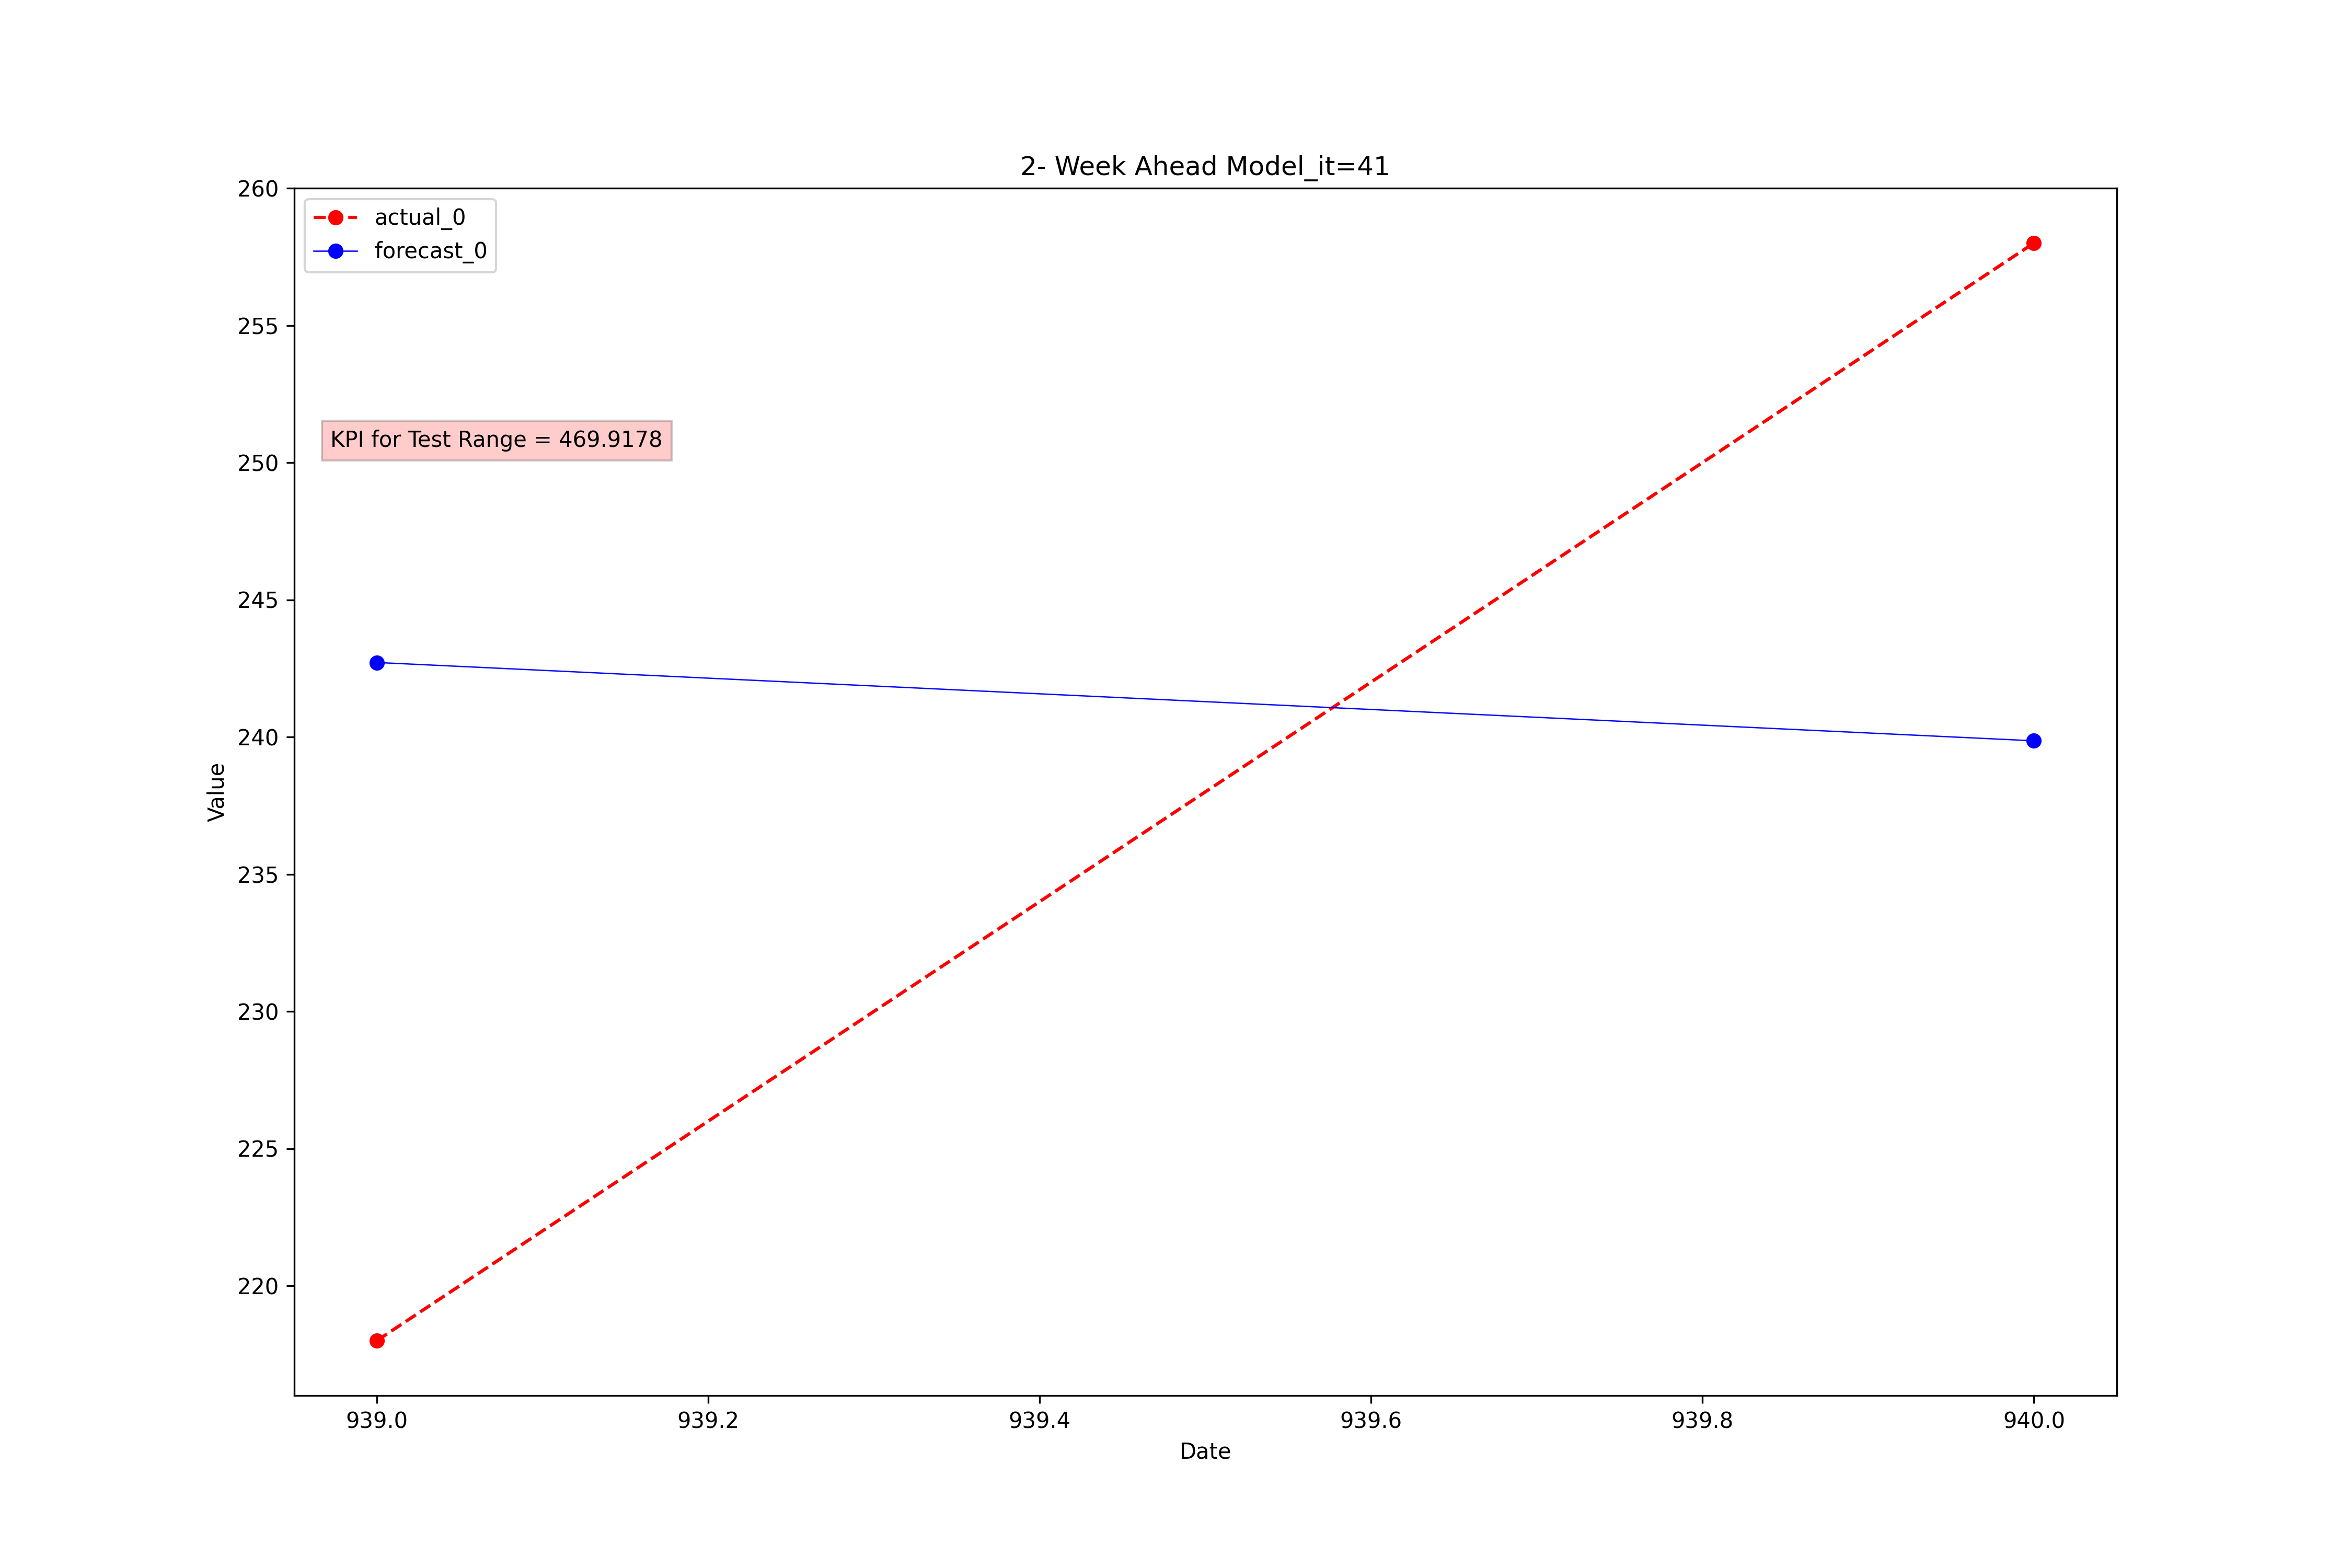 2- Week Ahead Model_it=41
260
actual_0
forecast_0
255
KPI for Test Range = 469.9178
250
245
240
Value
235
230
225
220
939.0 939.2 939.4 939.6 939.8 940.0
Date